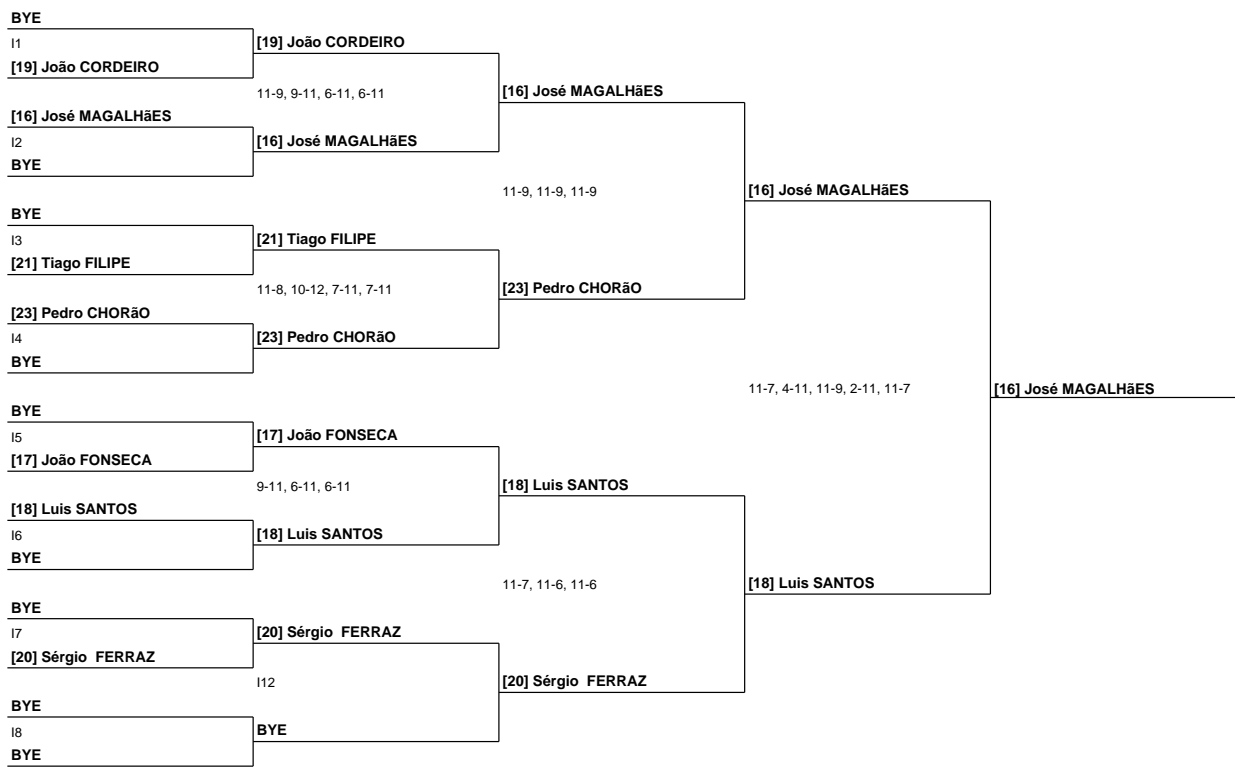 BYE
I1
[19] João CORDEIRO
[19] João CORDEIRO
11-9, 9-11, 6-11, 6-11
[16] José MAGALHãES
[16] José MAGALHãES
I2
[16] José MAGALHãES
BYE
11-9, 11-9, 11-9
[16] José MAGALHãES
BYE
I3
[21] Tiago FILIPE
[21] Tiago FILIPE
11-8, 10-12, 7-11, 7-11
[23] Pedro CHORãO
[23] Pedro CHORãO
I4
[23] Pedro CHORãO
BYE
11-7, 4-11, 11-9, 2-11, 11-7
[16] José MAGALHãES
BYE
I5
[17] João FONSECA
[17] João FONSECA
9-11, 6-11, 6-11
[18] Luis SANTOS
[18] Luis SANTOS
I6
[18] Luis SANTOS
BYE
11-7, 11-6, 11-6
[18] Luis SANTOS
BYE
I7
[20] Sérgio  FERRAZ
[20] Sérgio  FERRAZ
I12
[20] Sérgio  FERRAZ
BYE
I8
BYE
BYE